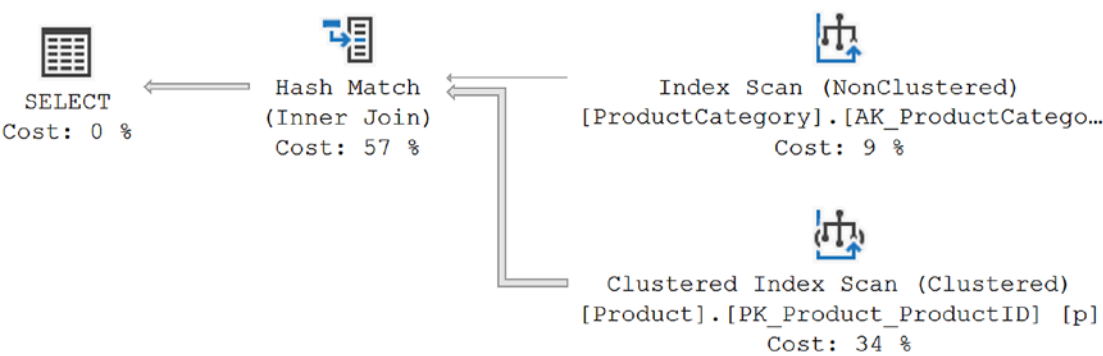 SELECT
Cost: 0 %
Hash Match
(Inner Join)
Cost: 57 %
Index Scan (NonClustered)
[ProductCategory].[AK_ProductCatego…
Cost: 9 %
Clustered Index Scan (Clustered)
[Product].[PK_Product_ProductID] [p]
Cost: 34 %